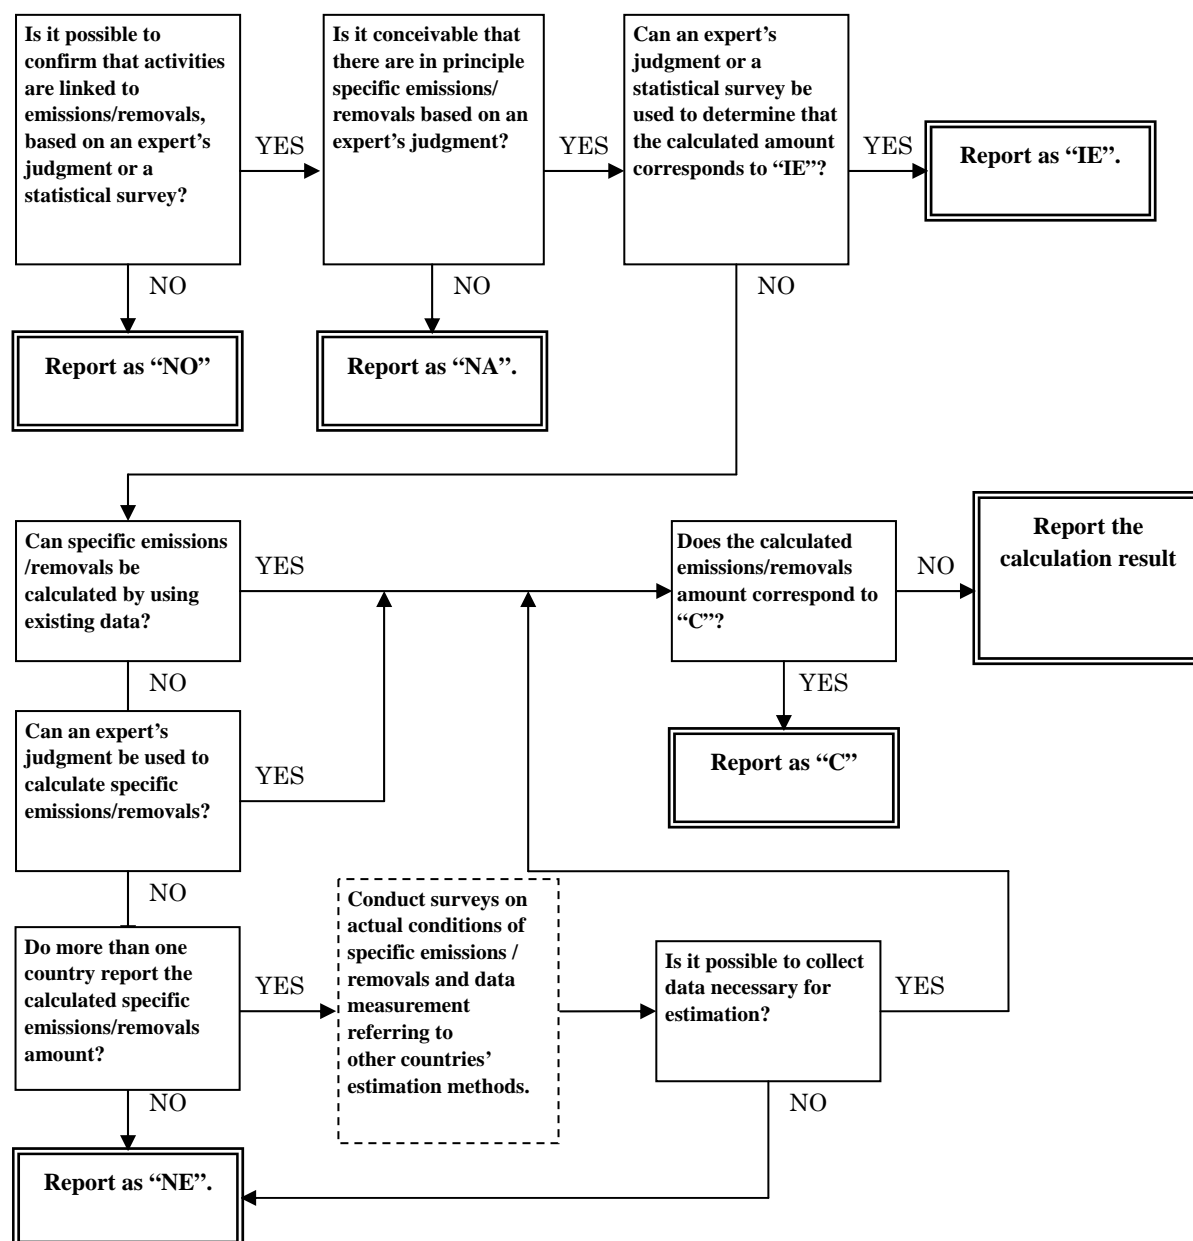 Is it possible to
confirm that activities
are linked to
emissions/removals,
based on an expert’s
judgment or a
statistical survey?
YES
NO
Report as “NO”
Is it conceivable that
there are in principle
specific emissions/
removals based on an
expert’s judgment?
YES
NO
Report as “NA”.
Can an expert’s
judgment or a
statistical survey be
used to determine that
the calculated amount
corresponds to “IE”?
YES
NO
Report as “IE”.
Can specific emissions
/removals be
calculated by using
existing data?
YES
NO
Does the calculated
emissions/removals
amount correspond to
“C”?
NO
YES
Report the
calculation result
Report as “C”
Can an expert’s
judgment be used to
calculate specific
emissions/removals?
YES
NO
Do more than one
country report the
calculated specific
emissions/removals
amount?
YES
NO
Conduct surveys on
actual conditions of
specific emissions /
removals and data
measurement
referring to
other countries’
estimation methods.
Is it possible to collect
data necessary for
estimation?
YES
NO
Report as “NE”.